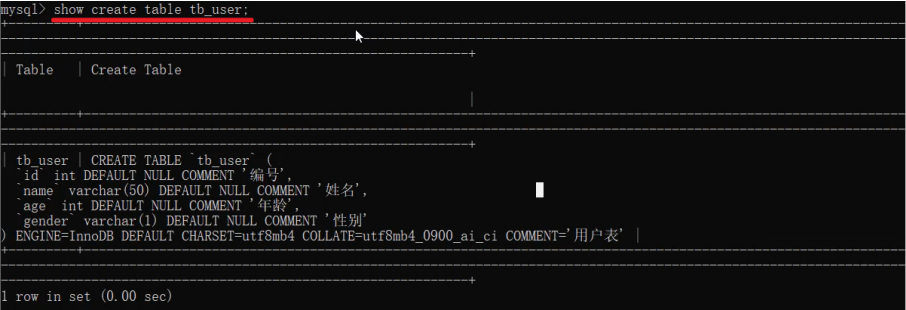 mysql> show create table tb_user;
+---------+----------------------------------------------------------
| Table | Create Table
|
| tb_user | CREATE TABLE `tb_user` (
`id` int DEFAULT NULL COMMENT '编号',
`name` varchar(50) DEFAULT NULL COMMENT '姓名',
`age` int DEFAULT NULL COMMENT '年龄',
`gender` varchar(1) DEFAULT NULL COMMENT '性别'
) ENGINE=InnoDB DEFAULT CHARSET=utf8mb4 COLLATE=utf8mb4_0900_ai_ci COMMENT='用户表' |
1 row in set (0.00 sec)